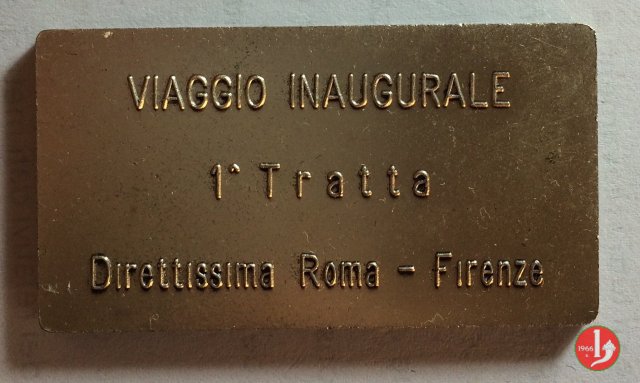 VIAGGIO INAUGURALE
1° Tratta
Direttissima Roma - Firenze
1966